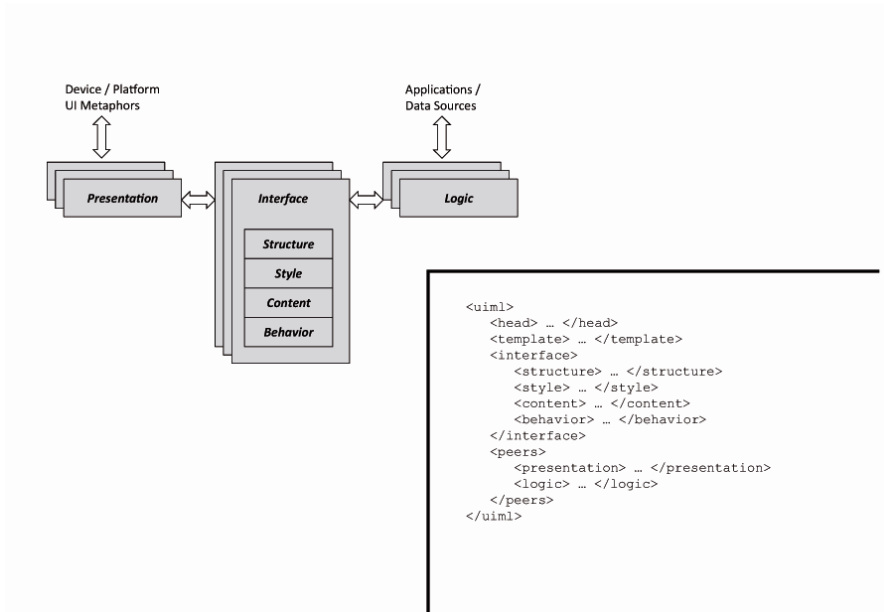 Device / Platform
UI Metaphors
Applications /
Data Sources
Presentation
Interface
Logic
Structure
Style
Content
Behavior
<uiml>
<head> … </head>
<template> … </template>
<interface>
<structure> … </structure>
<style> … </style>
<content> … </content>
<behavior> … </behavior>
</interface>
<peers>
<presentation> … </presentation>
<logic> … </logic>
</peers>
</uiml>